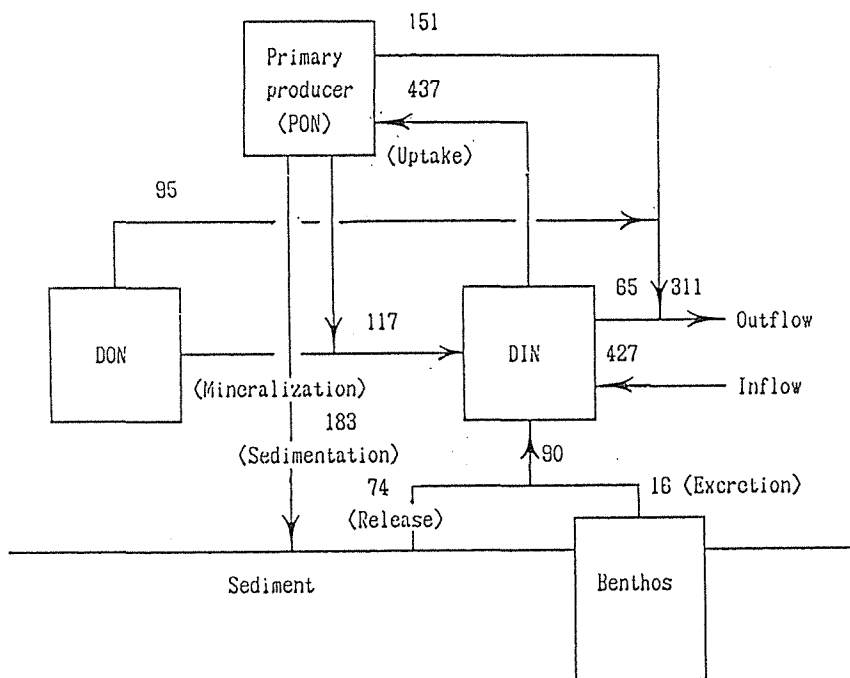 151
Primary
producer
(PON)
437
(Uptake)
95
65
311
Outflow
DON
117
DIN
427
(Mineralization)
Inflow
183
(Sedimentation)
90
74
(Release)
16 (Excretion)
Sediment
Benthos